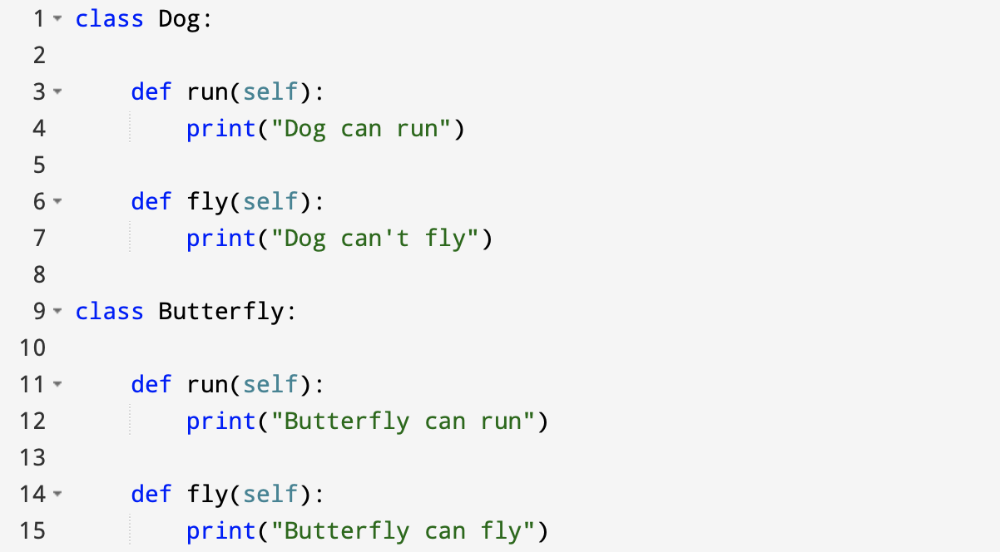 1 class Dog:
2
3     def run(self):
4         print("Dog can run")
5
6     def fly(self):
7         print("Dog can't fly")
8
9 class Butterfly:
10
11     def run(self):
12         print("Butterfly can run")
13
14     def fly(self):
15         print("Butterfly can fly")